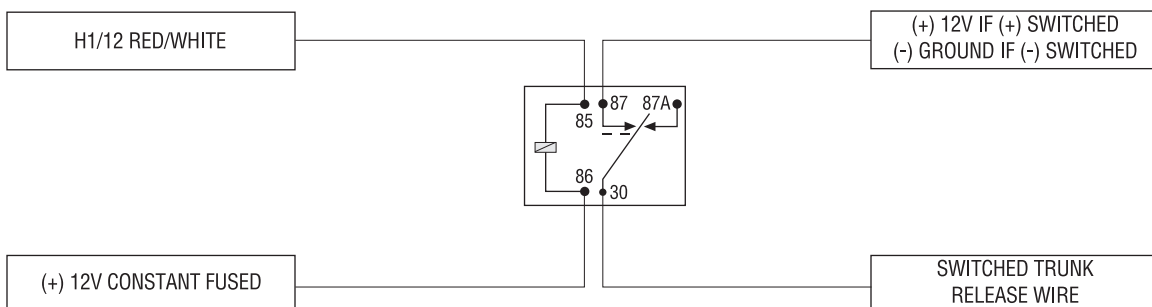 H1/12 RED/WHITE
(+) 12V IF (+) SWITCHED
(-) GROUND IF (-) SWITCHED
87 87A
85
86
30
(+) 12V CONSTANT FUSED
SWITCHED TRUNK
RELEASE WIRE